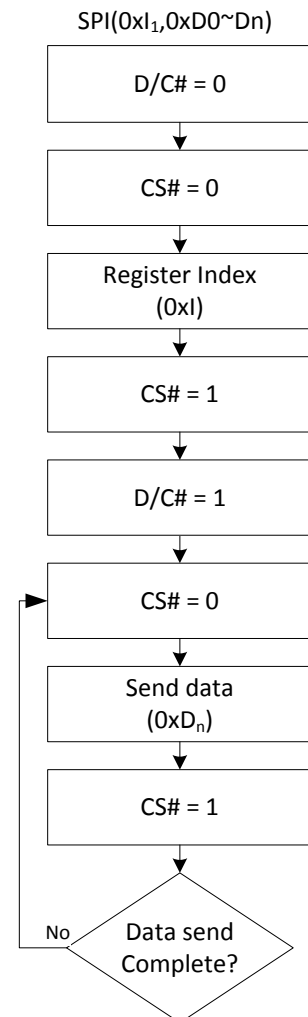 SPI(0xI₁,0xD0~Dn)
D/C# = 0
CS# = 0
Register Index
(0xI)
CS# = 1
D/C# = 1
CS# = 0
Send data
(0xDₙ)
CS# = 1
No
Data send
Complete?